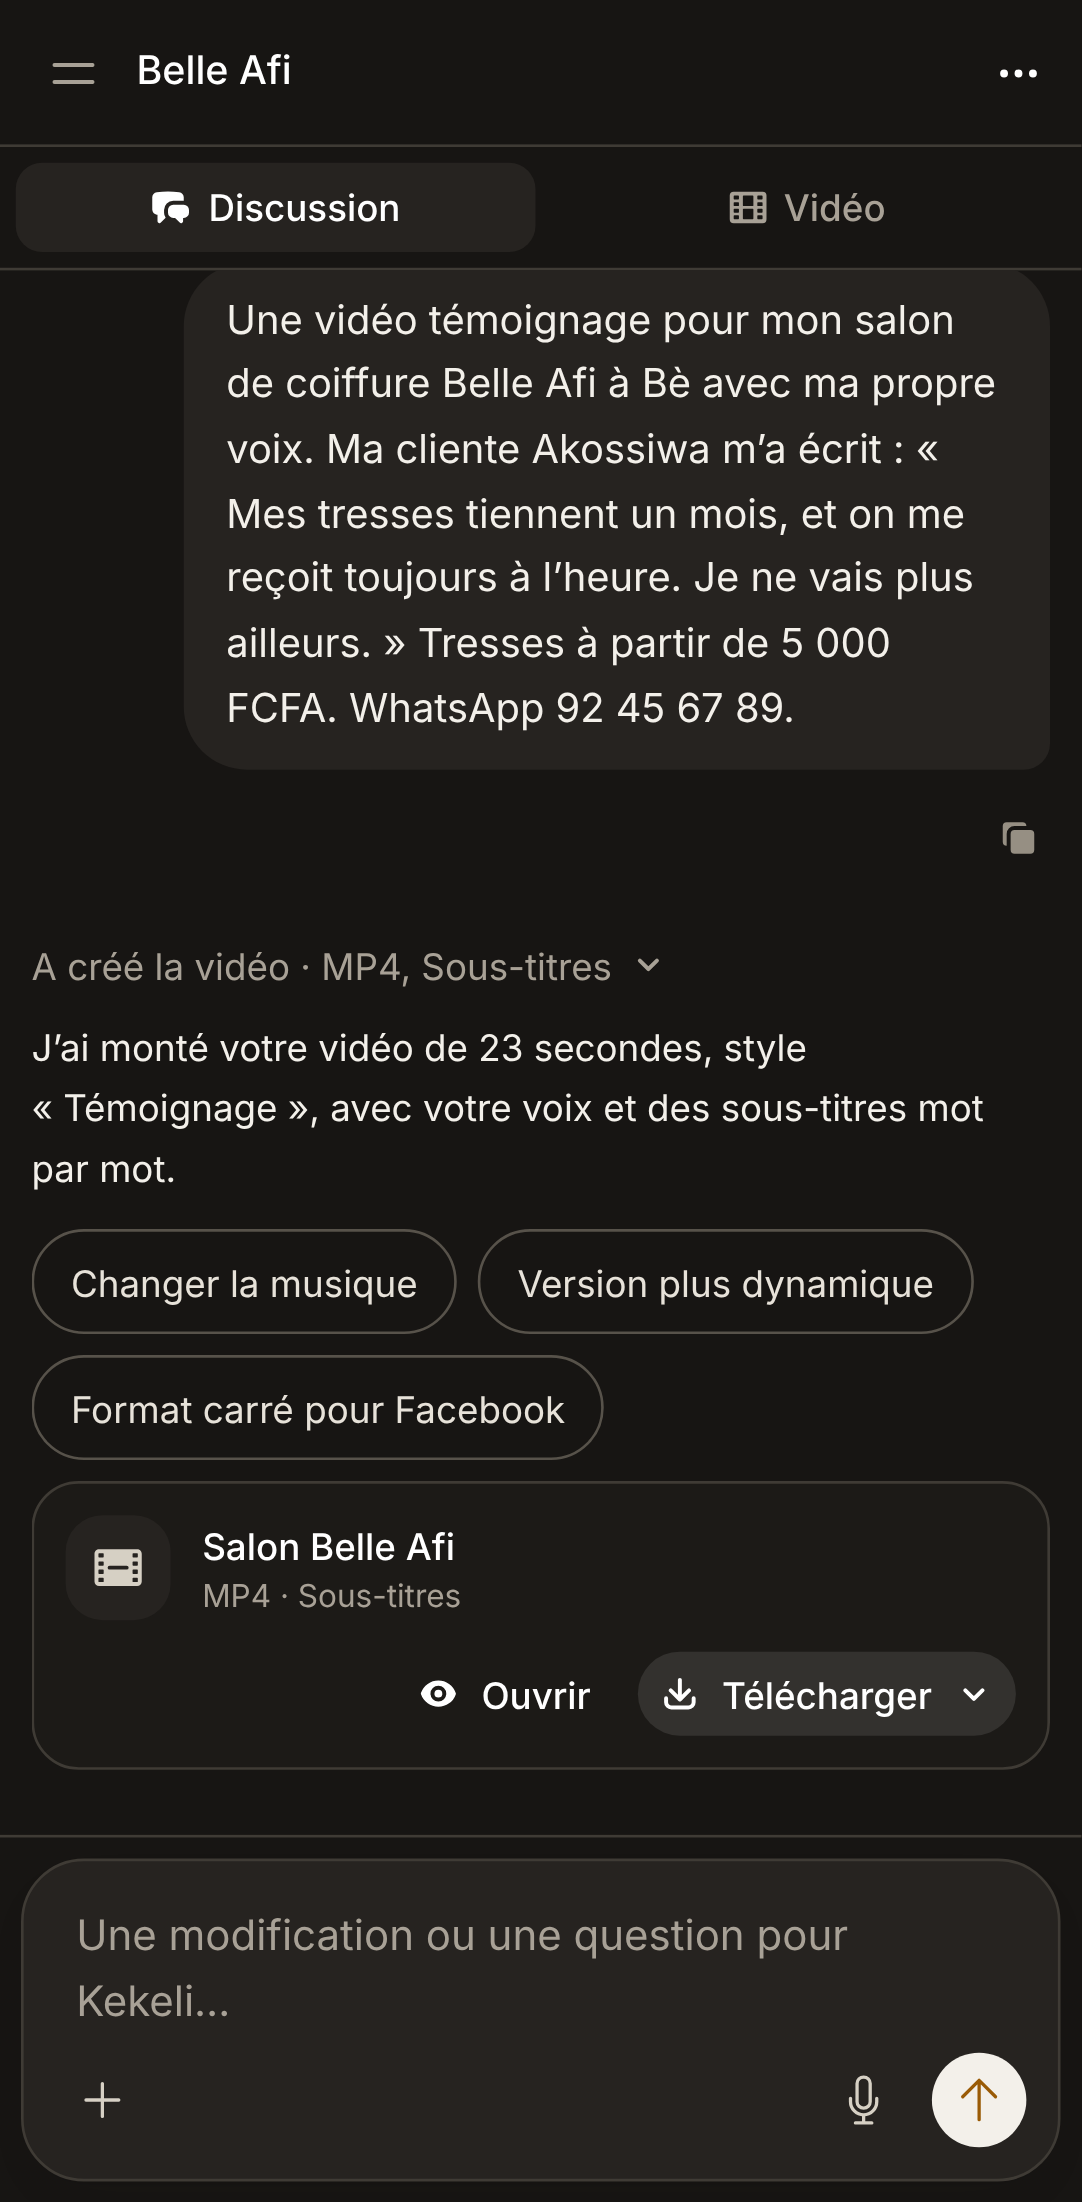 Belle Afi
Discussion
Vidéo
Une vidéo témoignage pour mon salon
de coiffure Belle Afi à Bè avec ma propre
voix. Ma cliente Akossiwa m’a écrit : «
Mes tresses tiennent un mois, et on me
reçoit toujours à l’heure. Je ne vais plus
ailleurs. » Tresses à partir de 5 000
FCFA. WhatsApp 92 45 67 89.
A créé la vidéo · MP4, Sous-titres
J’ai monté votre vidéo de 23 secondes, style
« Témoignage », avec votre voix et des sous-titres mot
par mot.
Changer la musique
Version plus dynamique
Format carré pour Facebook
Salon Belle Afi
MP4 · Sous-titres
Ouvrir
Télécharger
Une modification ou une question pour
Kekeli...